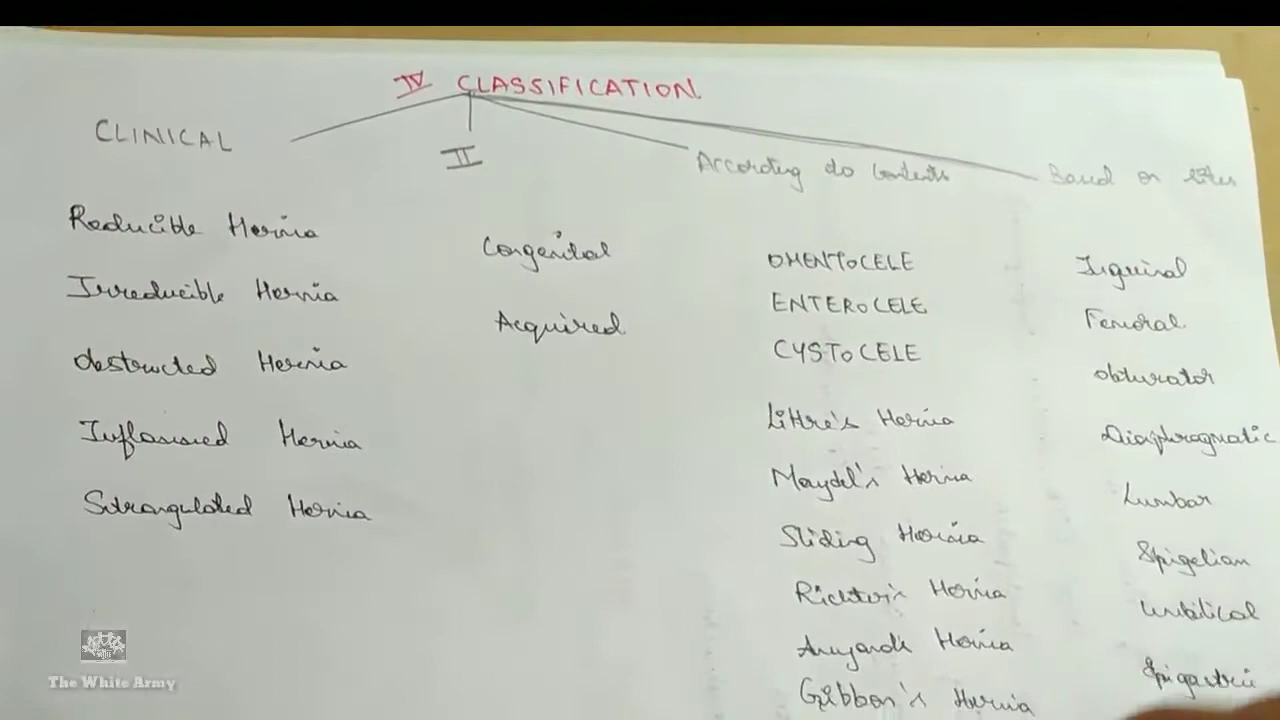 IV CLASSIFICATION
CLINICAL
Reducible Hernia
Irreducible Hernia
obstructed Hernia
Inflammed Hernia
Strangulated Hernia
II
Congenital
Acquired
According to Contents
OMENTOCELE
ENTEROCELE
CYSTOCELE
Littre's Hernia
Maydel's Hernia
Sliding Hernia
Richter's Hernia
Amyand's Hernia
Gibbon's Hernia
Based on sites
Inguinal
Femoral
obturator
Diaphragmatic
Lumbar
Spigelian
Umbilical
Epigastric
The White Army